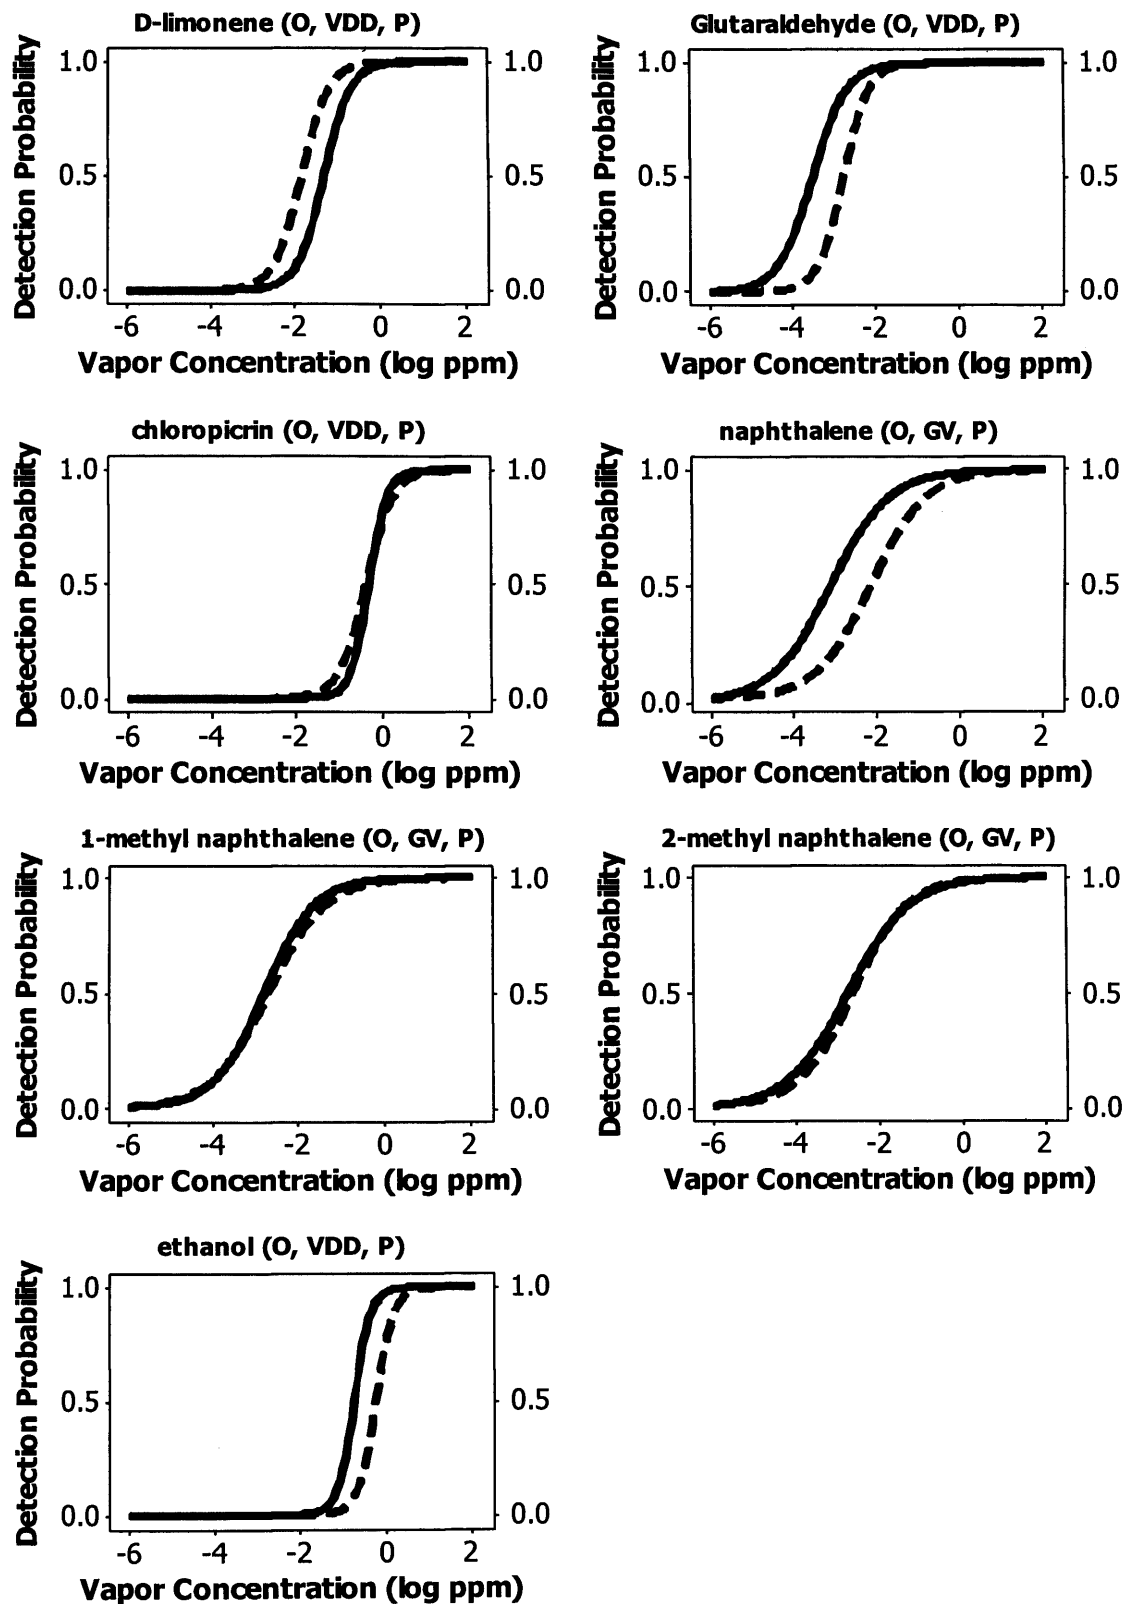 D-limonene (O, VDD, P)
Detection Probability
1.0
0.5
0.0
1.0
0.5
0.0
-6 -4 -2 0 2
Vapor Concentration (log ppm)
Glutaraldehyde (O, VDD, P)
Detection Probability
1.0
0.5
0.0
1.0
0.5
0.0
-6 -4 -2 0 2
Vapor Concentration (log ppm)
chloropicrin (O, VDD, P)
Detection Probability
1.0
0.5
0.0
1.0
0.5
0.0
-6 -4 -2 0 2
Vapor Concentration (log ppm)
naphthalene (O, GV, P)
Detection Probability
1.0
0.5
0.0
1.0
0.5
0.0
-6 -4 -2 0 2
Vapor Concentration (log ppm)
1-methyl naphthalene (O, GV, P)
Detection Probability
1.0
0.5
0.0
1.0
0.5
0.0
-6 -4 -2 0 2
Vapor Concentration (log ppm)
2-methyl naphthalene (O, GV, P)
Detection Probability
1.0
0.5
0.0
1.0
0.5
0.0
-6 -4 -2 0 2
Vapor Concentration (log ppm)
ethanol (O, VDD, P)
Detection Probability
1.0
0.5
0.0
1.0
0.5
0.0
-6 -4 -2 0 2
Vapor Concentration (log ppm)